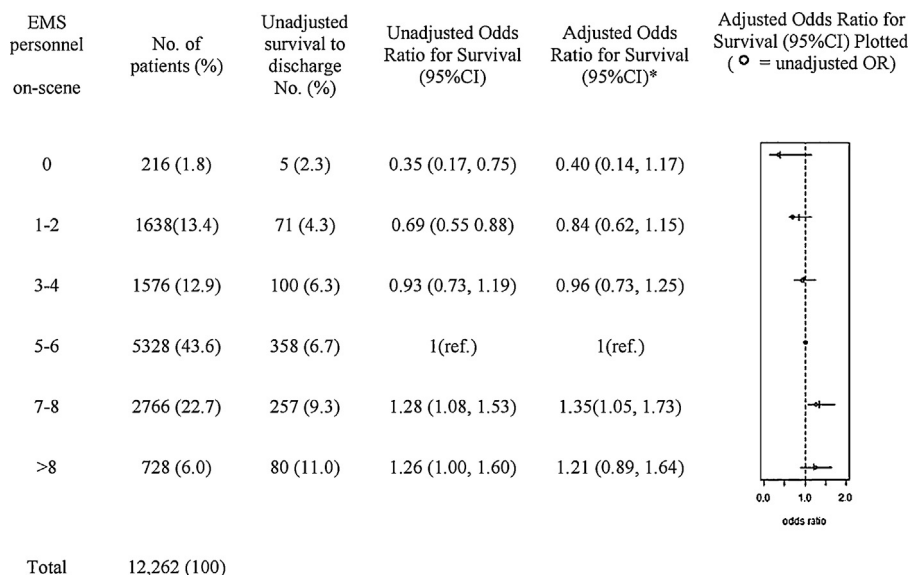 EMS personnel on-scene | No. of patients (%) | Unadjusted survival to discharge No. (%) | Unadjusted Odds Ratio for Survival (95%CI) | Adjusted Odds Ratio for Survival (95%CI)* | Adjusted Odds Ratio for Survival (95%CI) Plotted ( o = unadjusted OR)
0 | 216 (1.8) | 5 (2.3) | 0.35 (0.17, 0.75) | 0.40 (0.14, 1.17)
1-2 | 1638(13.4) | 71 (4.3) | 0.69 (0.55 0.88) | 0.84 (0.62, 1.15)
3-4 | 1576 (12.9) | 100 (6.3) | 0.93 (0.73, 1.19) | 0.96 (0.73, 1.25)
5-6 | 5328 (43.6) | 358 (6.7) | 1(ref.) | 1(ref.)
7-8 | 2766 (22.7) | 257 (9.3) | 1.28 (1.08, 1.53) | 1.35(1.05, 1.73)
>8 | 728 (6.0) | 80 (11.0) | 1.26 (1.00, 1.60) | 1.21 (0.89, 1.64)
0.0 1.0 2.0
odds ratio
Total | 12,262 (100)